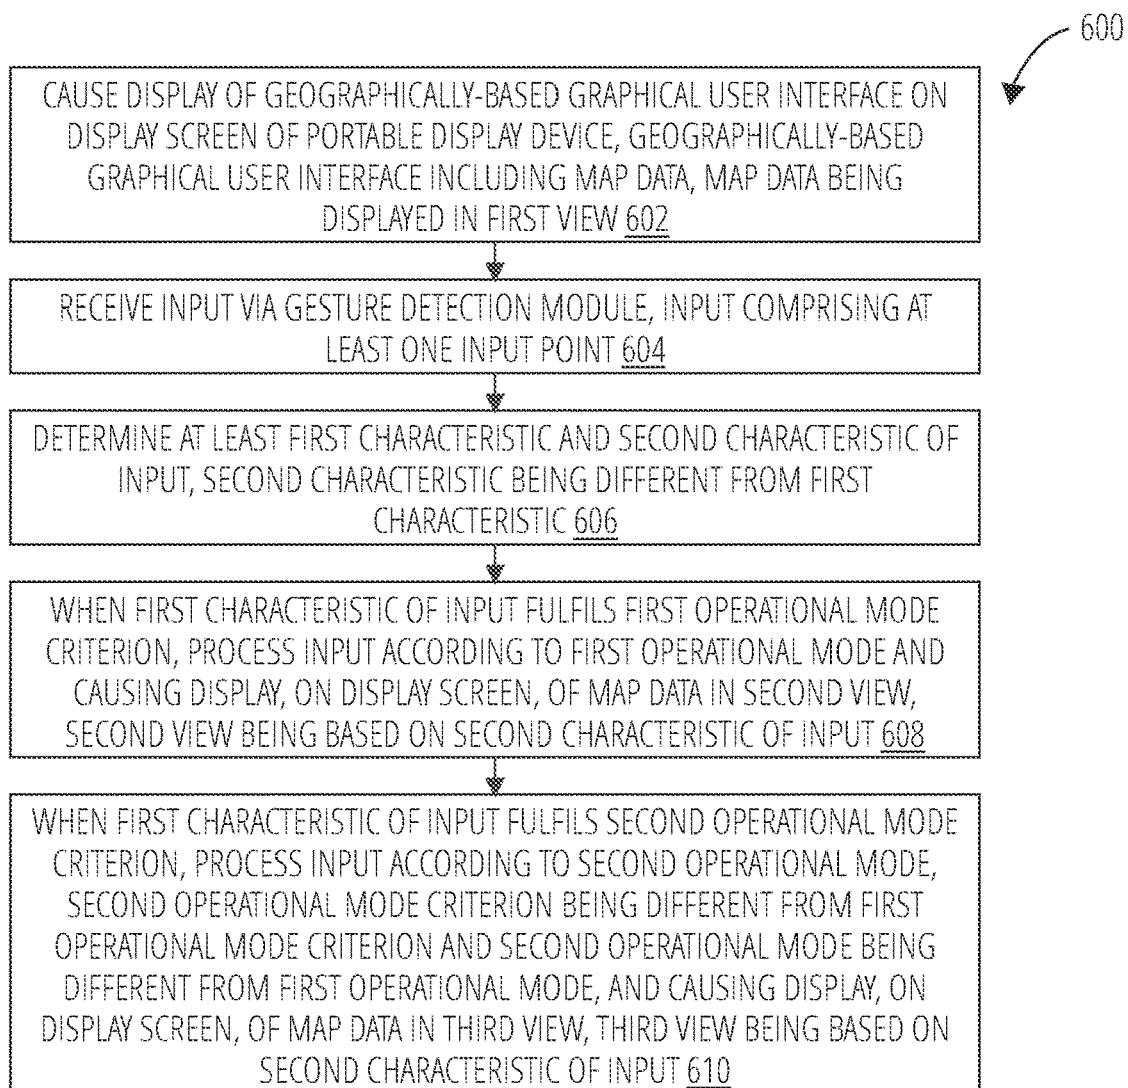 600
CAUSE DISPLAY OF GEOGRAPHICALLY-BASED GRAPHICAL USER INTERFACE ON
DISPLAY SCREEN OF PORTABLE DISPLAY DEVICE, GEOGRAPHICALLY-BASED
GRAPHICAL USER INTERFACE INCLUDING MAP DATA, MAP DATA BEING
DISPLAYED IN FIRST VIEW 602
RECEIVE INPUT VIA GESTURE DETECTION MODULE, INPUT COMPRISING AT
LEAST ONE INPUT POINT 604
DETERMINE AT LEAST FIRST CHARACTERISTIC AND SECOND CHARACTERISTIC OF
INPUT, SECOND CHARACTERISTIC BEING DIFFERENT FROM FIRST
CHARACTERISTIC 606
WHEN FIRST CHARACTERISTIC OF INPUT FULFILS FIRST OPERATIONAL MODE
CRITERION, PROCESS INPUT ACCORDING TO FIRST OPERATIONAL MODE AND
CAUSING DISPLAY, ON DISPLAY SCREEN, OF MAP DATA IN SECOND VIEW,
SECOND VIEW BEING BASED ON SECOND CHARACTERISTIC OF INPUT 608
WHEN FIRST CHARACTERISTIC OF INPUT FULFILS SECOND OPERATIONAL MODE
CRITERION, PROCESS INPUT ACCORDING TO SECOND OPERATIONAL MODE,
SECOND OPERATIONAL MODE CRITERION BEING DIFFERENT FROM FIRST
OPERATIONAL MODE CRITERION AND SECOND OPERATIONAL MODE BEING
DIFFERENT FROM FIRST OPERATIONAL MODE, AND CAUSING DISPLAY, ON
DISPLAY SCREEN, OF MAP DATA IN THIRD VIEW, THIRD VIEW BEING BASED ON
SECOND CHARACTERISTIC OF INPUT 610